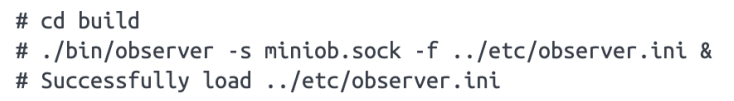 # cd build
# ./bin/observer -s miniob.sock -f ../etc/observer.ini &
# Successfully load ../etc/observer.ini